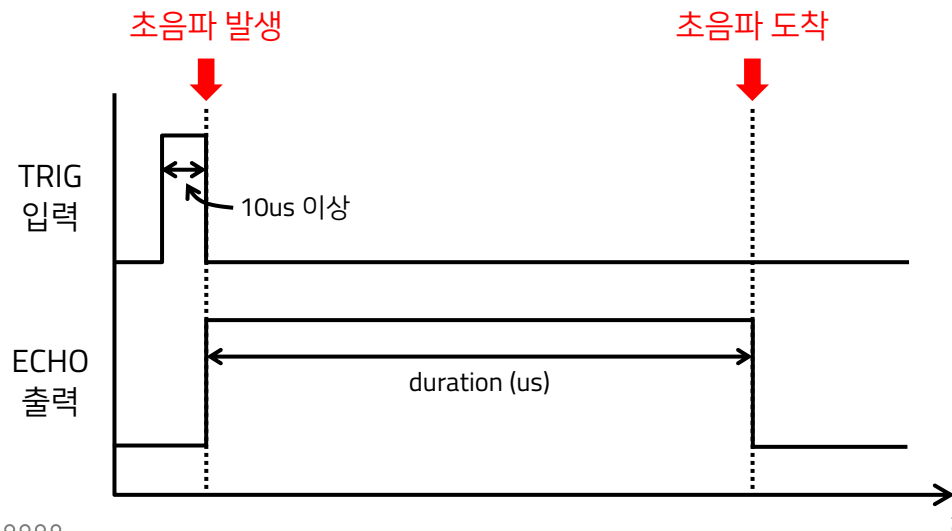 초음파 발생
초음파 도착
TRIG
입력
10us 이상
ECHO
출력
duration (us)